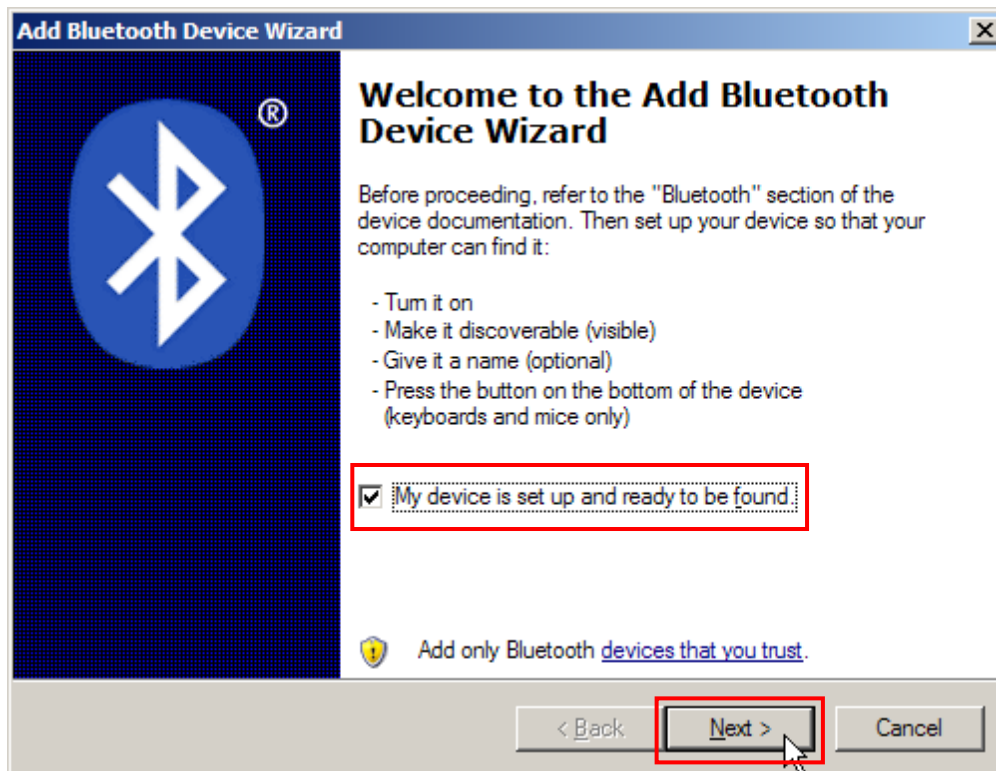 Add Bluetooth Device Wizard
®
Welcome to the Add Bluetooth
Device Wizard
Before proceeding, refer to the "Bluetooth" section of the
device documentation. Then set up your device so that your
computer can find it:
- Turn it on
- Make it discoverable (visible)
- Give it a name (optional)
- Press the button on the bottom of the device
(keyboards and mice only)
My device is set up and ready to be found.
Add only Bluetooth devices that you trust.
< Back
Next >
Cancel